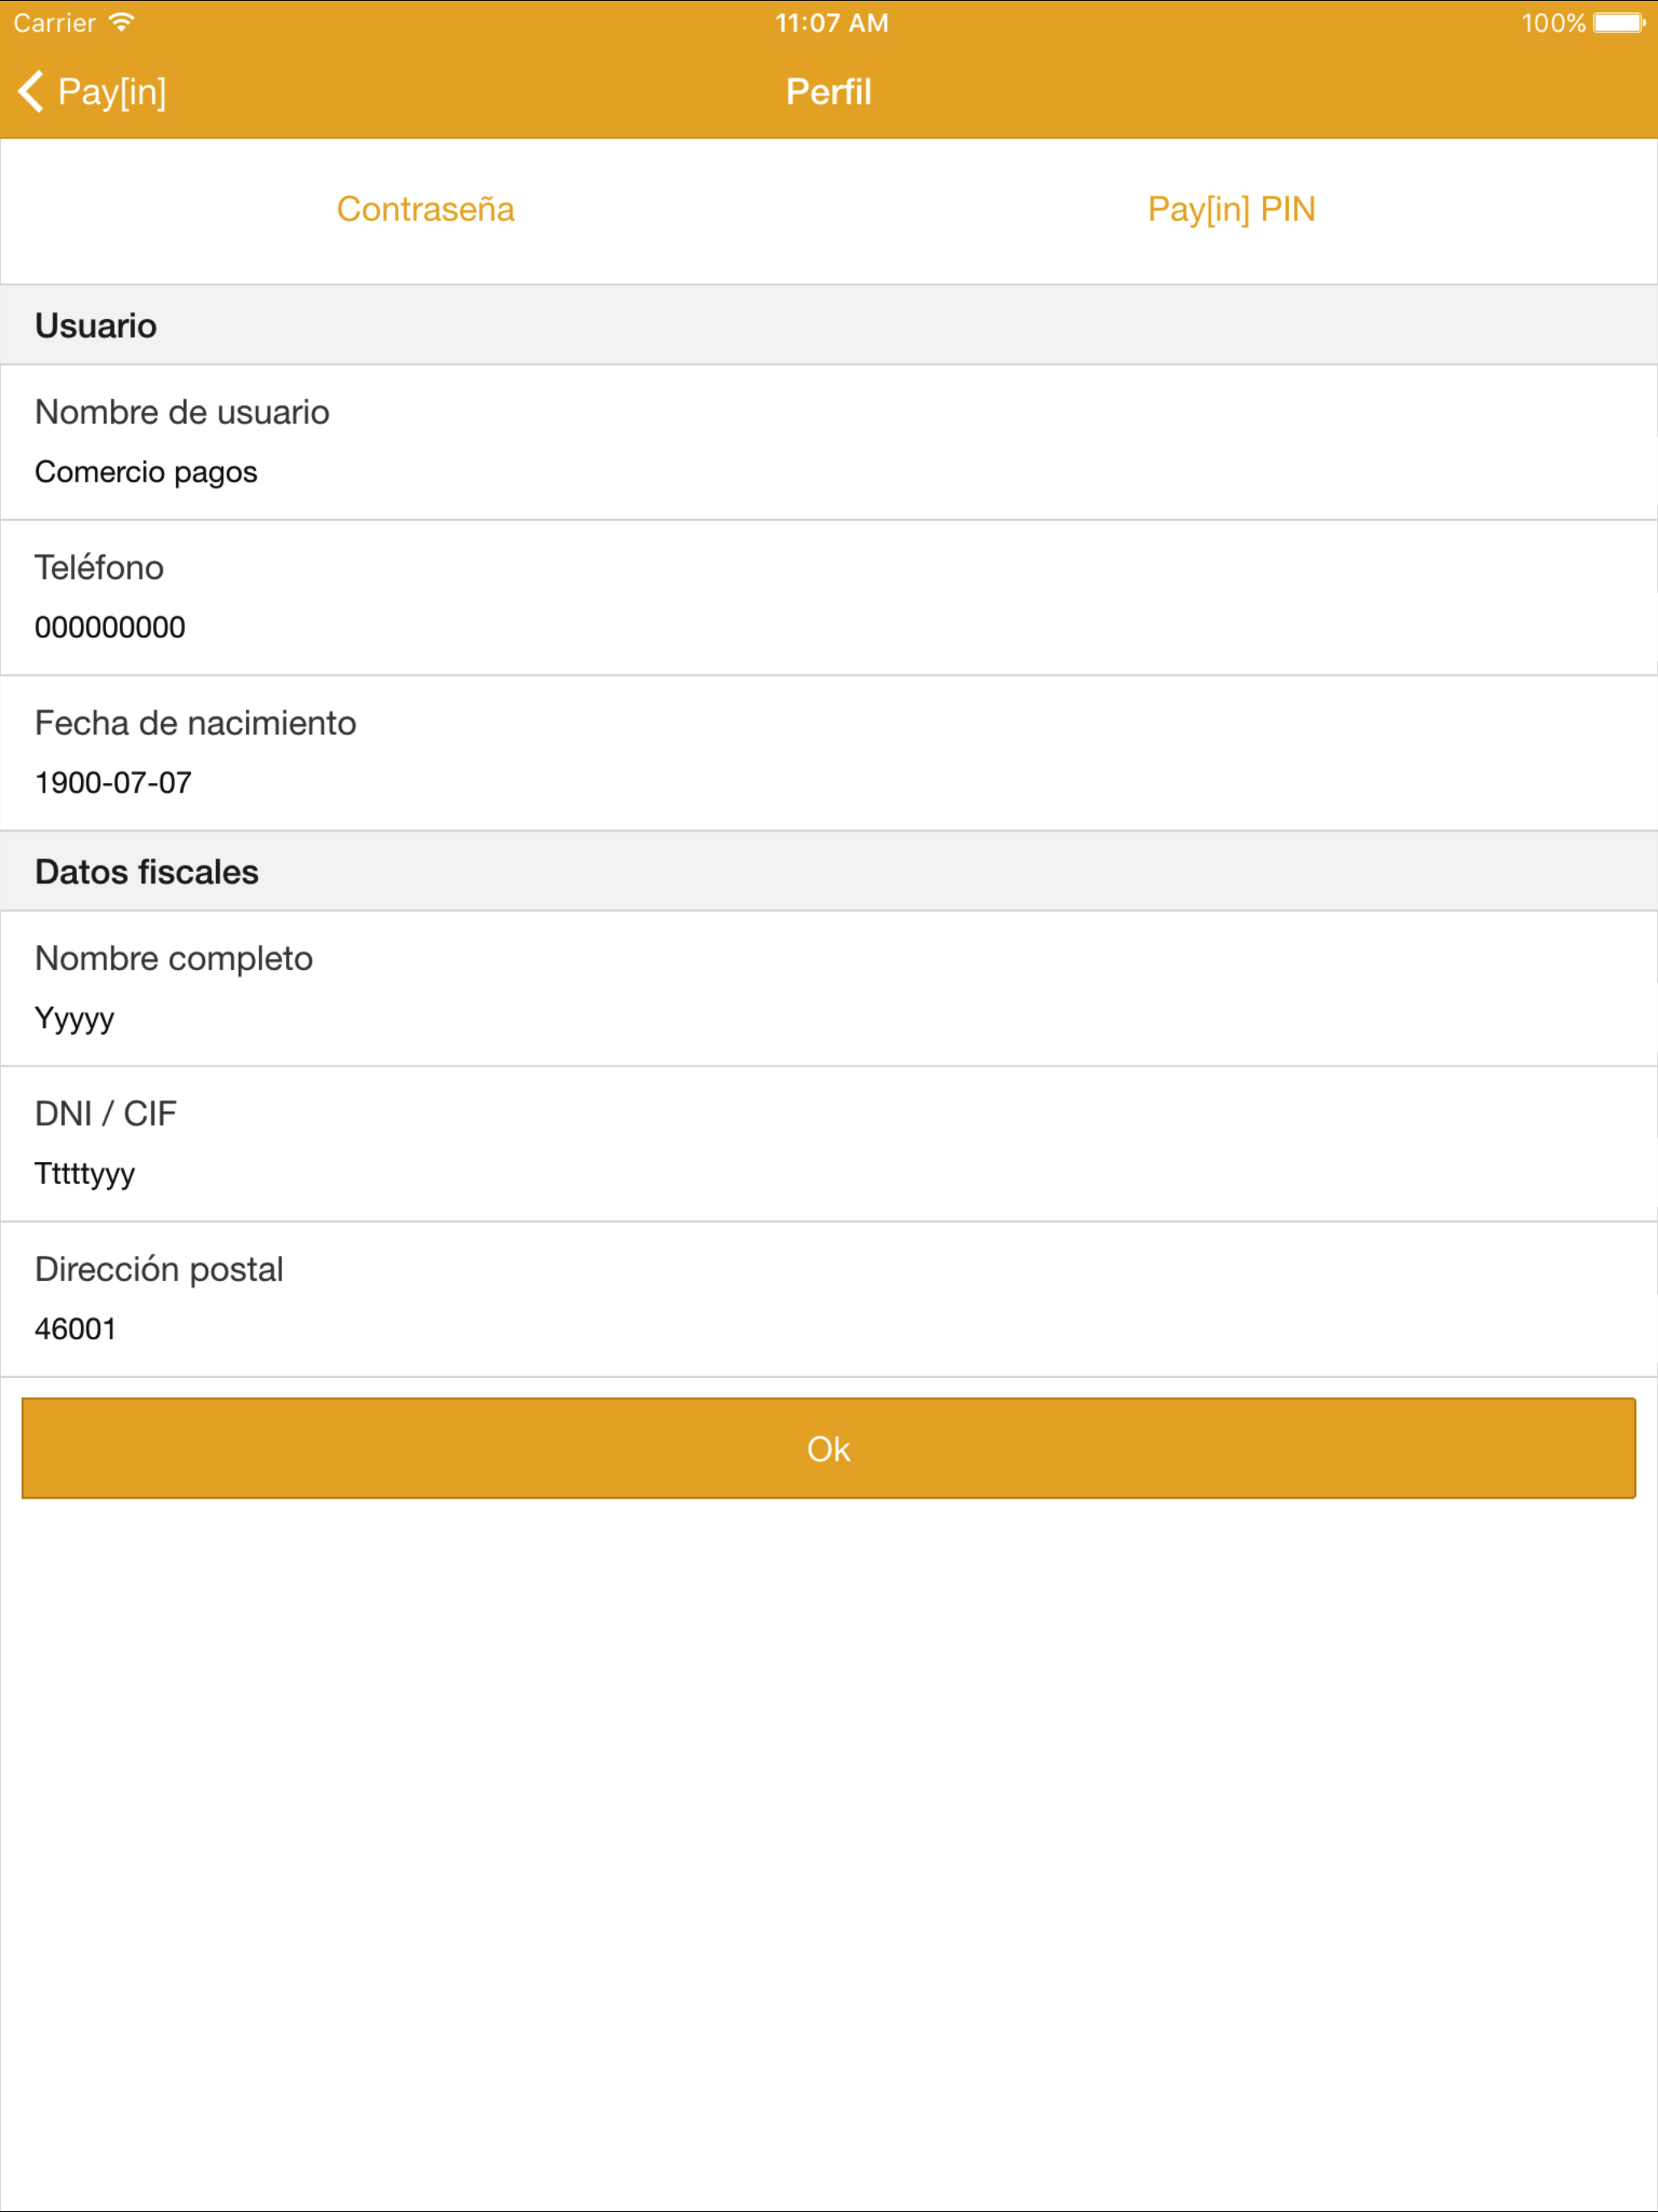 Carrier 11:07 AM 100%
Pay[in] Perfil
Contraseña Pay[in] PIN
Usuario
Nombre de usuario
Comercio pagos
Teléfono
000000000
Fecha de nacimiento
1900-07-07
Datos fiscales
Nombre completo
Yyyyy
DNI / CIF
Tttttyyy
Dirección postal
46001
Ok